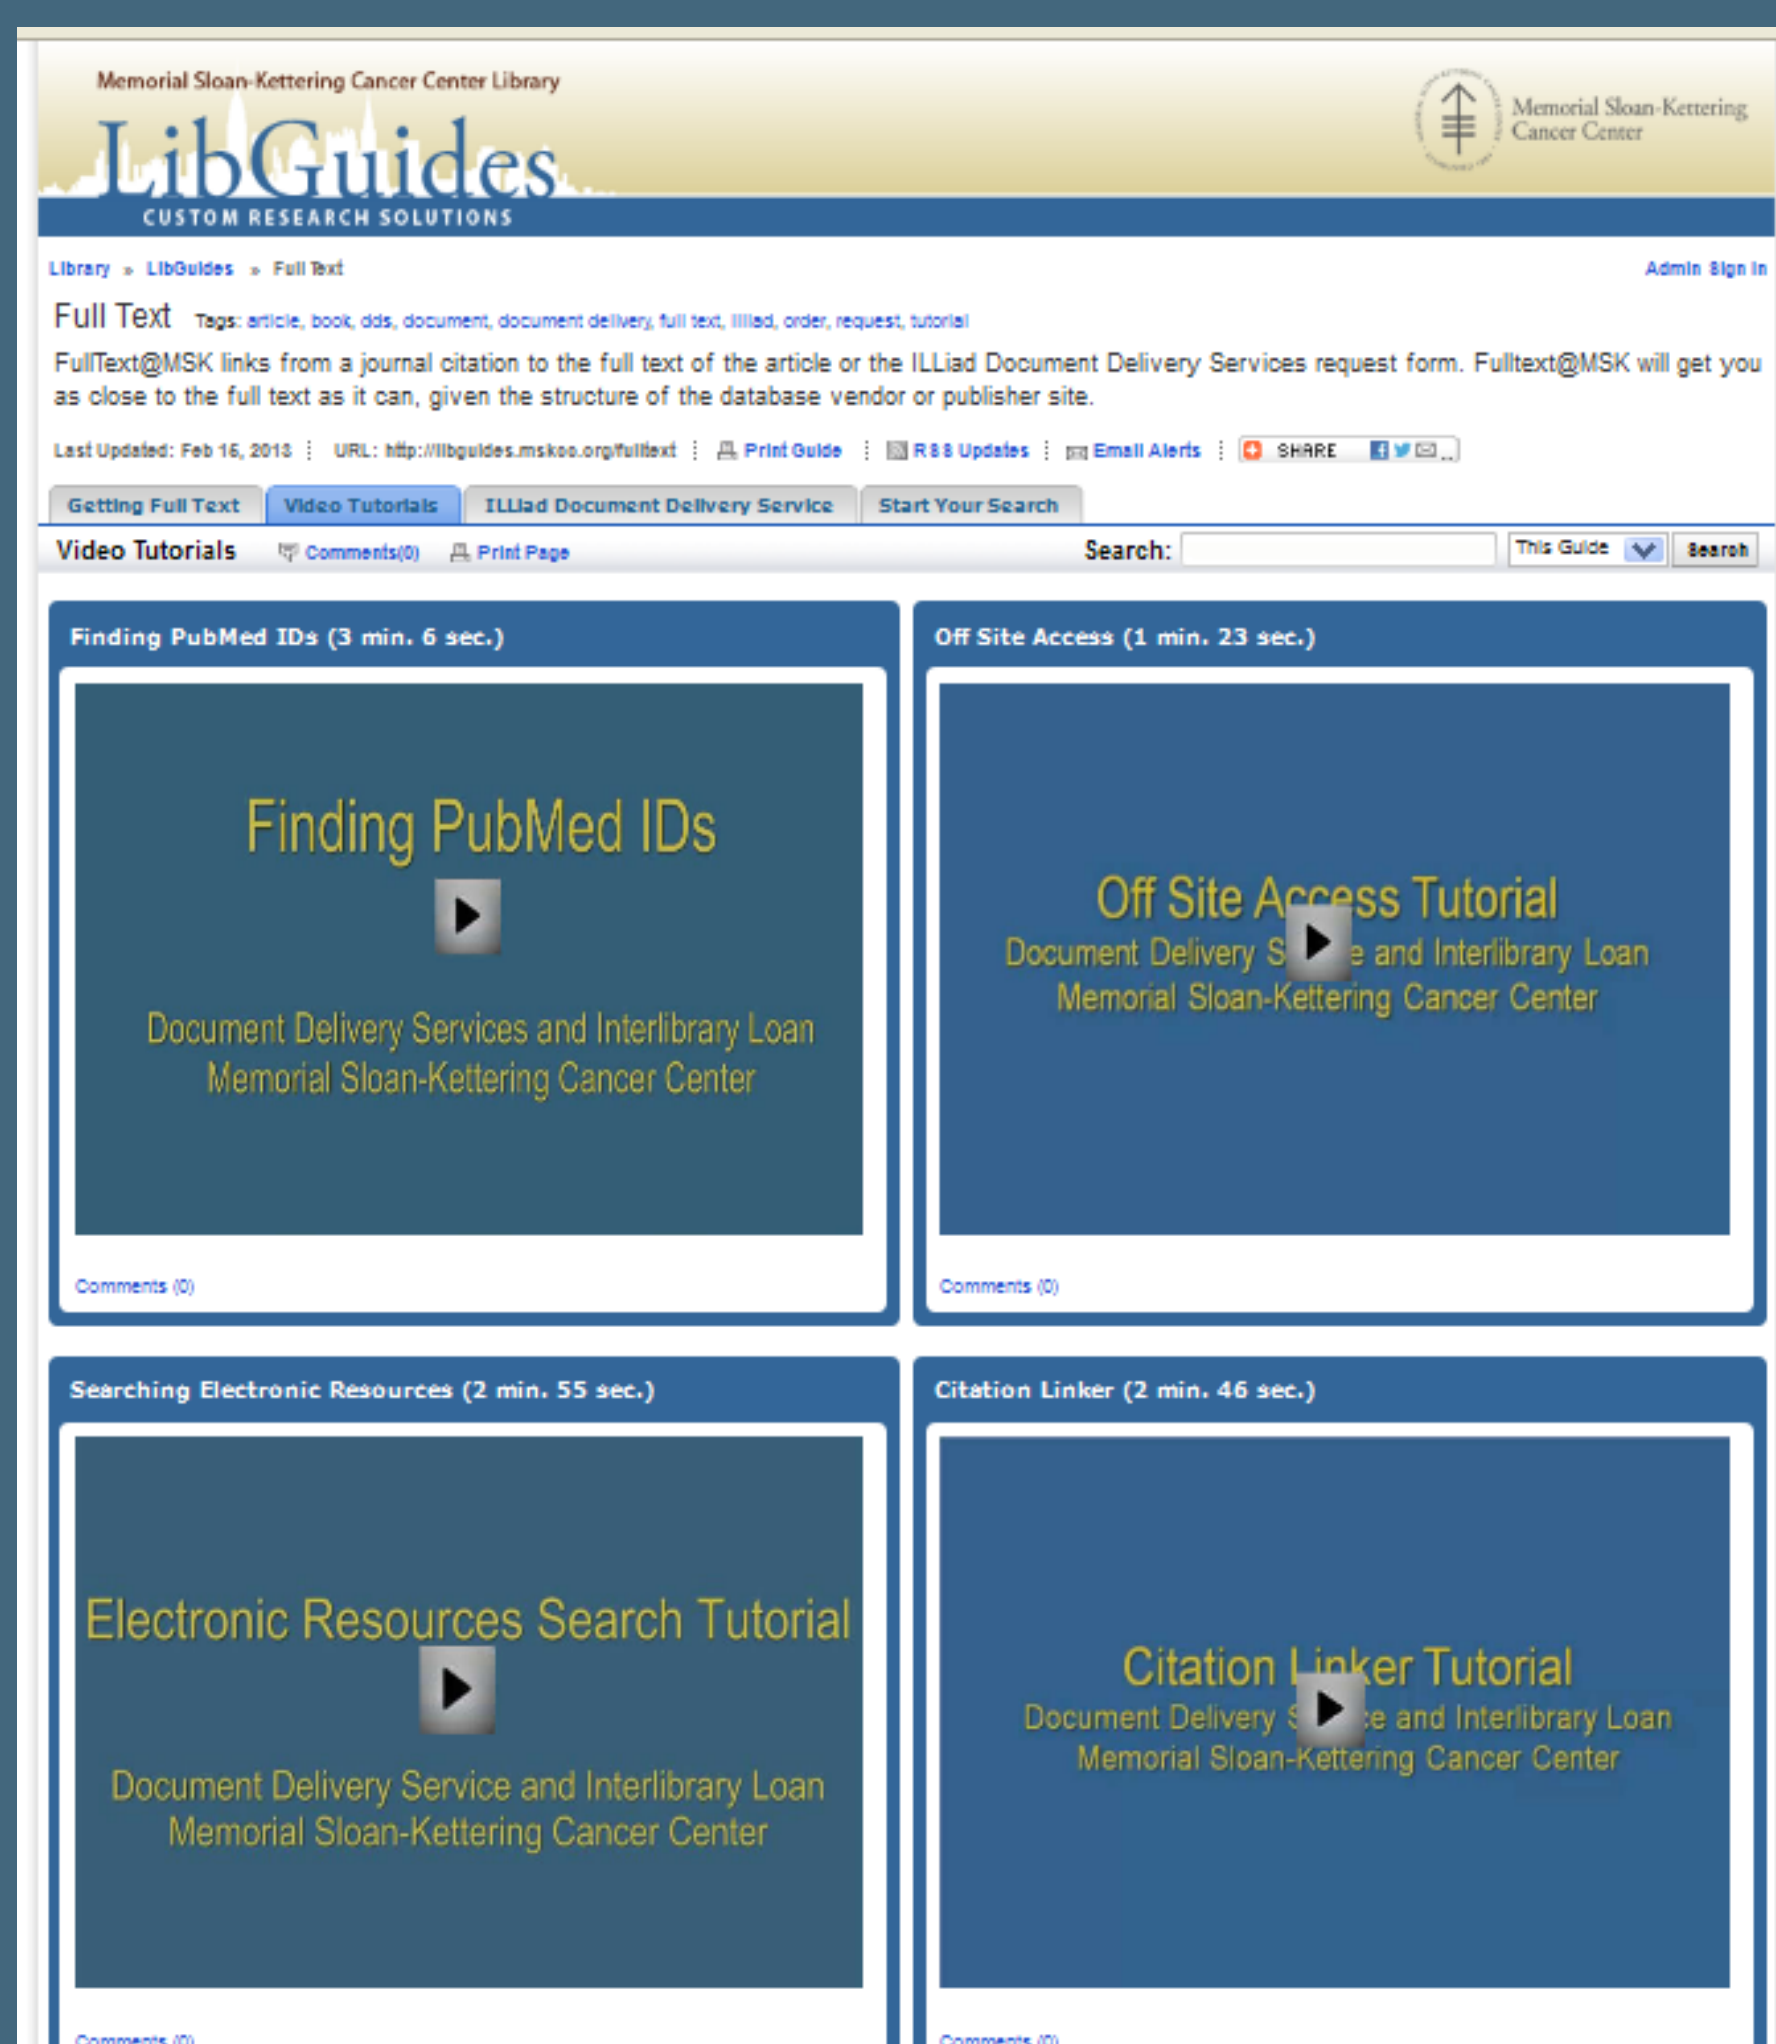 Memorial Sloan-Kettering Cancer Center Library
LibGuides
CUSTOM RESEARCH SOLUTIONS
Memorial Sloan-Kettering
Cancer Center
Library » LibGuides » Full Text
Admin Sign In
Full Text Tags: article, book, dds, document, document delivery, full text, illiad, order, request, tutorial
FullText@MSK links from a journal citation to the full text of the article or the ILLiad Document Delivery Services request form. Fulltext@MSK will get you
as close to the full text as it can, given the structure of the database vendor or publisher site.
Last Updated: Feb 15, 2013 URL: http://libguides.mskcc.org/fulltext Print Guide RSS Updates Email Alerts SHARE
Getting Full Text Video Tutorials ILLiad Document Delivery Service Start Your Search
Video Tutorials Comments(0) Print Page Search: This Guide Search
Finding PubMed IDs (3 min. 6 sec.)
Finding PubMed IDs
Document Delivery Services and Interlibrary Loan
Memorial Sloan-Kettering Cancer Center
Comments (0)
Off Site Access (1 min. 23 sec.)
Off Site Access Tutorial
Document Delivery S e and Interlibrary Loan
Memorial Sloan-Kettering Cancer Center
Comments (0)
Searching Electronic Resources (2 min. 55 sec.)
Electronic Resources Search Tutorial
Document Delivery Service and Interlibrary Loan
Memorial Sloan-Kettering Cancer Center
Comments (0)
Citation Linker (2 min. 46 sec.)
Citation Linker Tutorial
Document Delivery S ce and Interlibrary Loan
Memorial Sloan-Kettering Cancer Center
Comments (0)